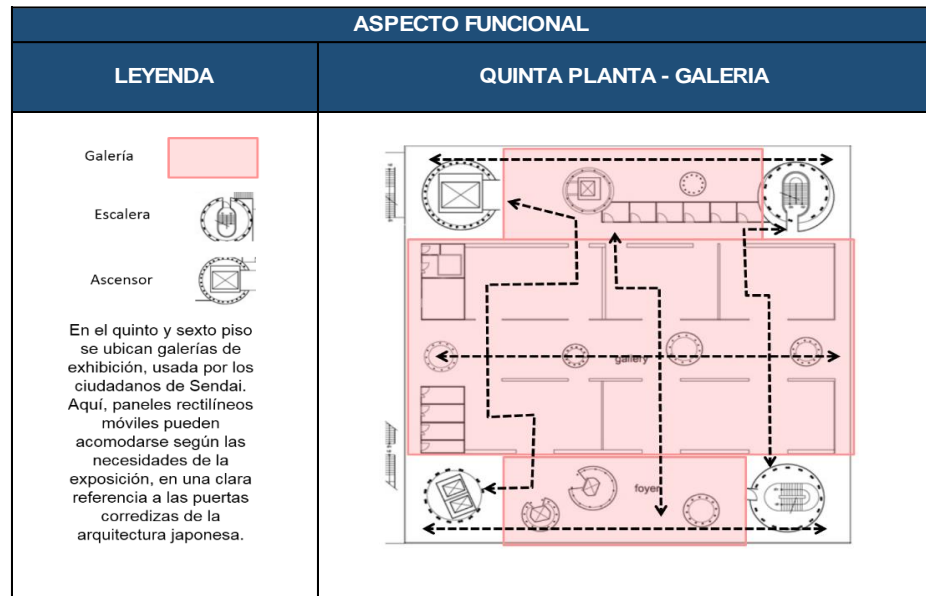 ASPECTO FUNCIONAL
LEYENDA
QUINTA PLANTA - GALERIA
Galería
Escalera
Ascensor
En el quinto y sexto piso
se ubican galerías de
exhibición, usada por los
ciudadanos de Sendai.
Aquí, paneles rectilíneos
móviles pueden
acomodarse según las
necesidades de la
exposición, en una clara
referencia a las puertas
corredizas de la
arquitectura japonesa.
gallery
foyer